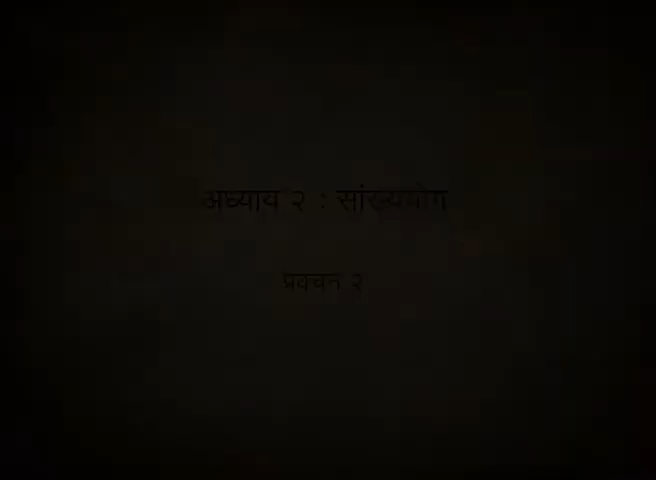 अध्याय २ : सांख्ययोग
प्रवचन २